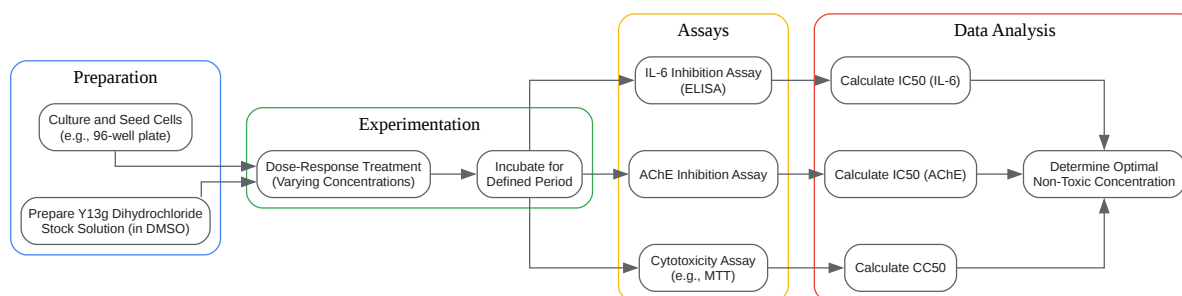 Preparation
Culture and Seed Cells
(e.g., 96-well plate)
Prepare Y13g Dihydrochloride
Stock Solution (in DMSO)
Experimentation
Dose-Response Treatment
(Varying Concentrations)
Incubate for
Defined Period
Assays
IL-6 Inhibition Assay
(ELISA)
AChE Inhibition Assay
Cytotoxicity Assay
(e.g., MTT)
Data Analysis
Calculate IC50 (IL-6)
Calculate IC50 (AChE)
Calculate CC50
Determine Optimal
Non-Toxic Concentration